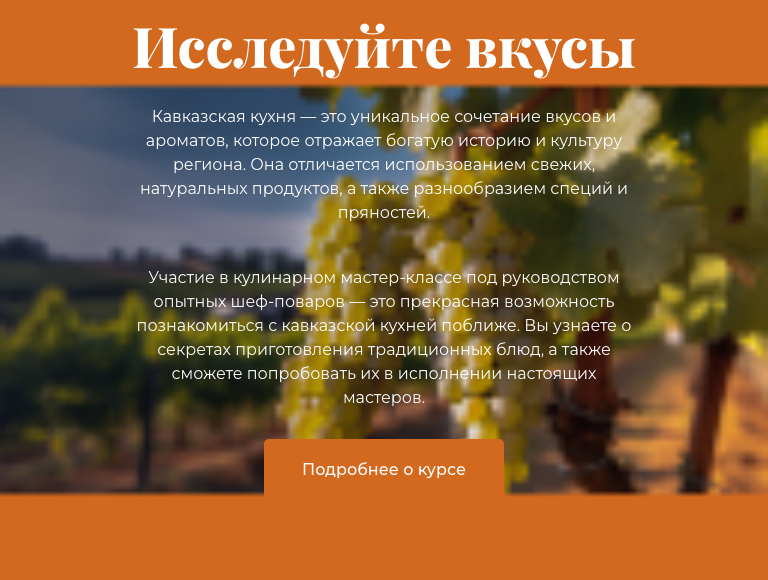 Исследуйте вкусы
Кавказская кухня — это уникальное сочетание вкусов и
ароматов, которое отражает богатую историю и культуру
региона. Она отличается использованием свежих,
натуральных продуктов, а также разнообразием специй и
пряностей.
Участие в кулинарном мастер-классе под руководством
опытных шеф-поваров — это прекрасная возможность
познакомиться с кавказской кухней поближе. Вы узнаете о
секретах приготовления традиционных блюд, а также
сможете попробовать их в исполнении настоящих
мастеров.
Подробнее о курсе